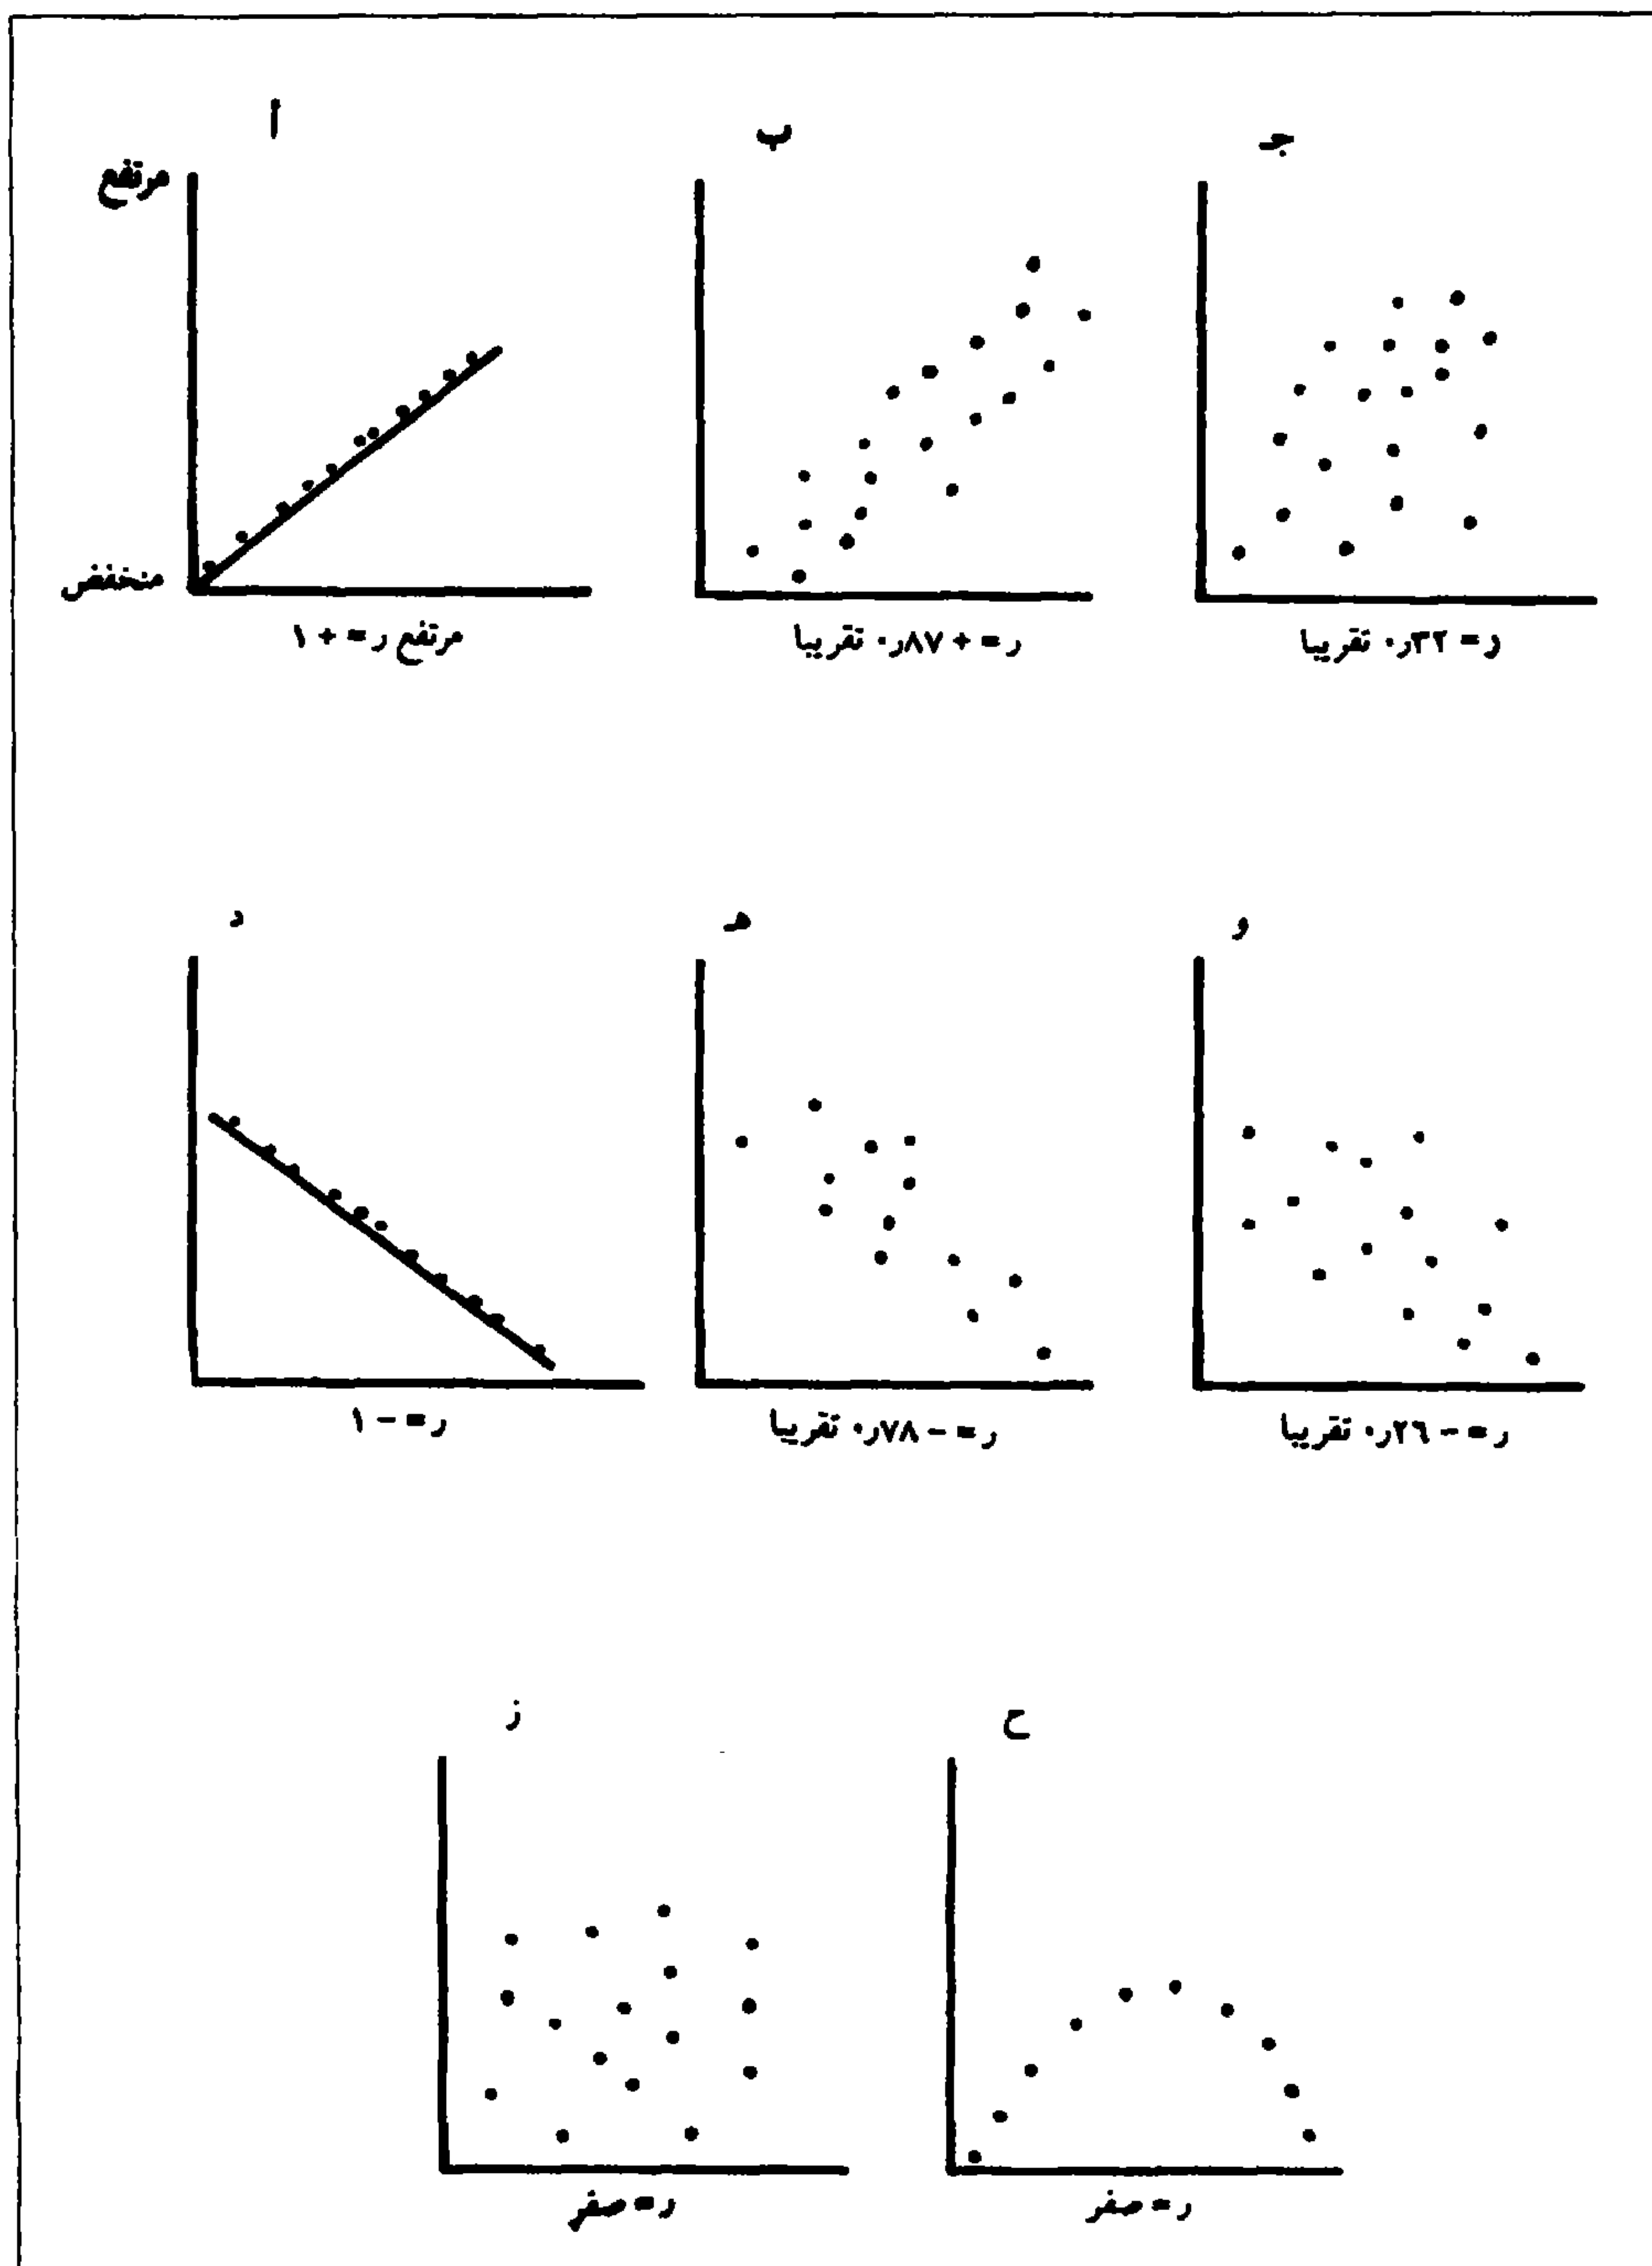 أ
ب
جـ
مرتفع
منخفض
مرتفع ر = + ١
ر = + ٨٧ر٠ تقريبا
ر = ٣٢ر٠ تقريبا
د
هـ
و
ر = - ١
ر = - ٧٨ر٠ تقريبا
ر = - ٢٦ر٠ تقريبا
ز
ح
ر = صفر
ر = صفر